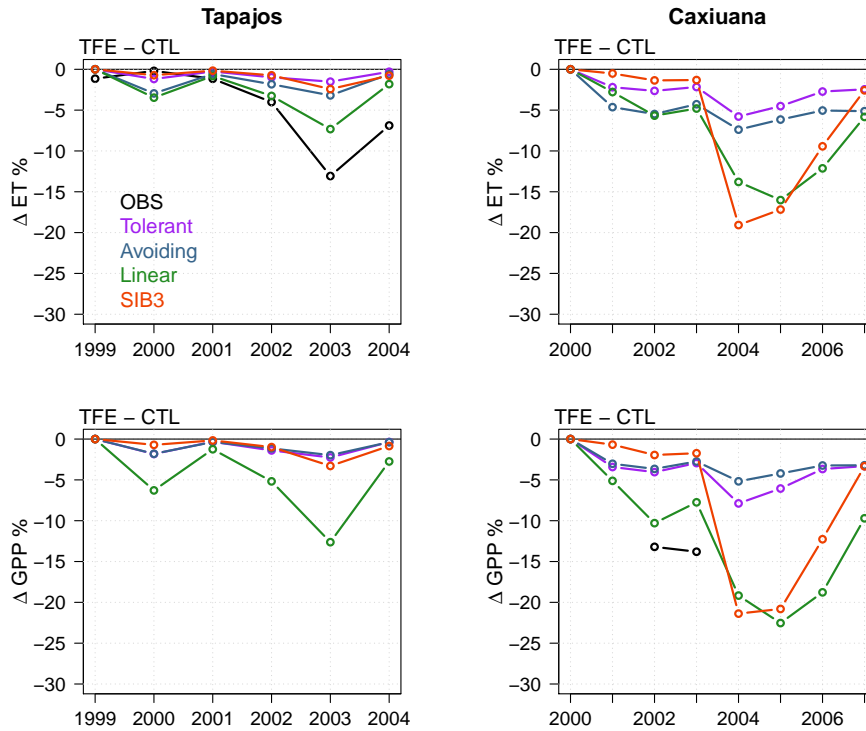 Tapajos
TFE − CTL
Δ ET %
0
−5
−10
−15
−20
−25
−30
OBS
Tolerant
Avoiding
Linear
SIB3
1999 2000 2001 2002 2003 2004
Caxiuana
TFE − CTL
Δ ET %
0
−5
−10
−15
−20
−25
−30
2000 2002 2004 2006
TFE − CTL
Δ GPP %
0
−5
−10
−15
−20
−25
−30
1999 2000 2001 2002 2003 2004
TFE − CTL
Δ GPP %
0
−5
−10
−15
−20
−25
−30
2000 2002 2004 2006